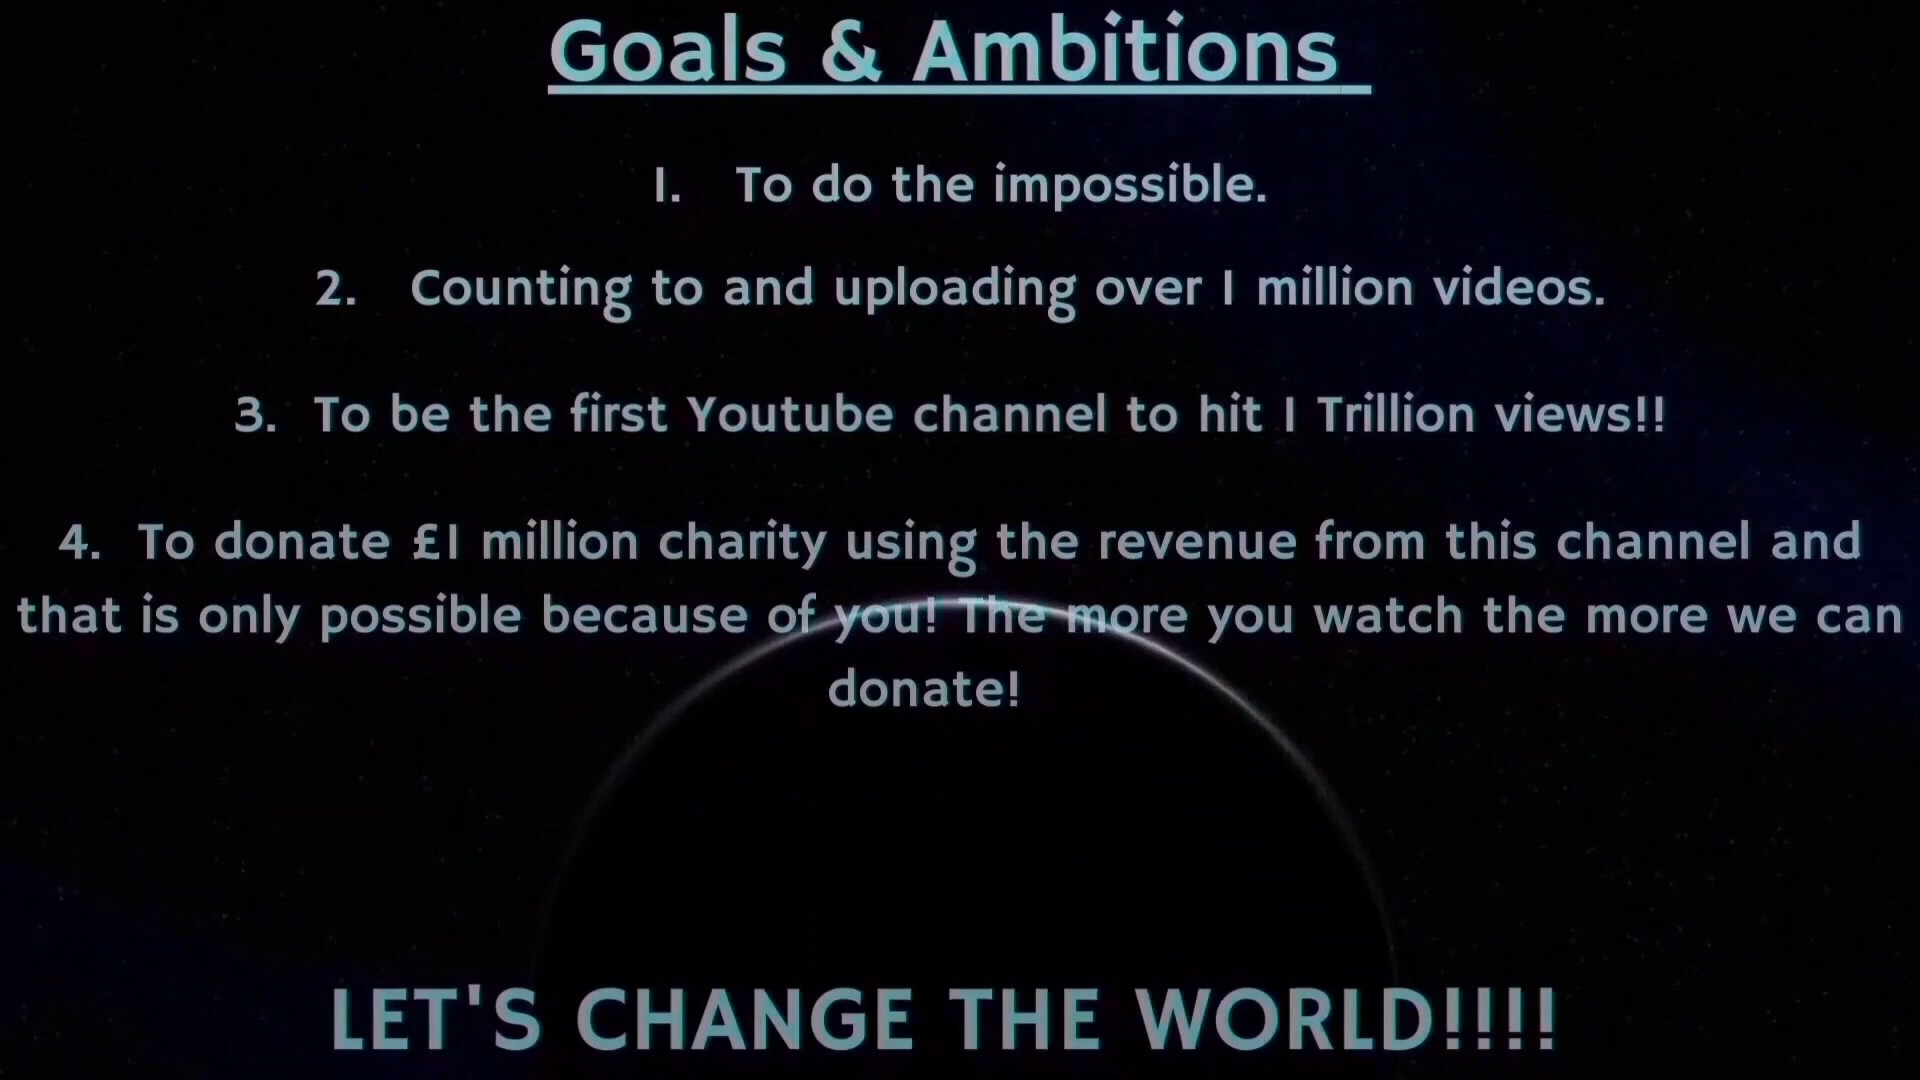 Goals & Ambitions
1. To do the impossible.
2. Counting to and uploading over 1 million videos.
3. To be the first Youtube channel to hit 1 Trillion views!!
4. To donate £1 million charity using the revenue from this channel and
that is only possible because of you! The more you watch the more we can
donate!
LET'S CHANGE THE WORLD!!!!